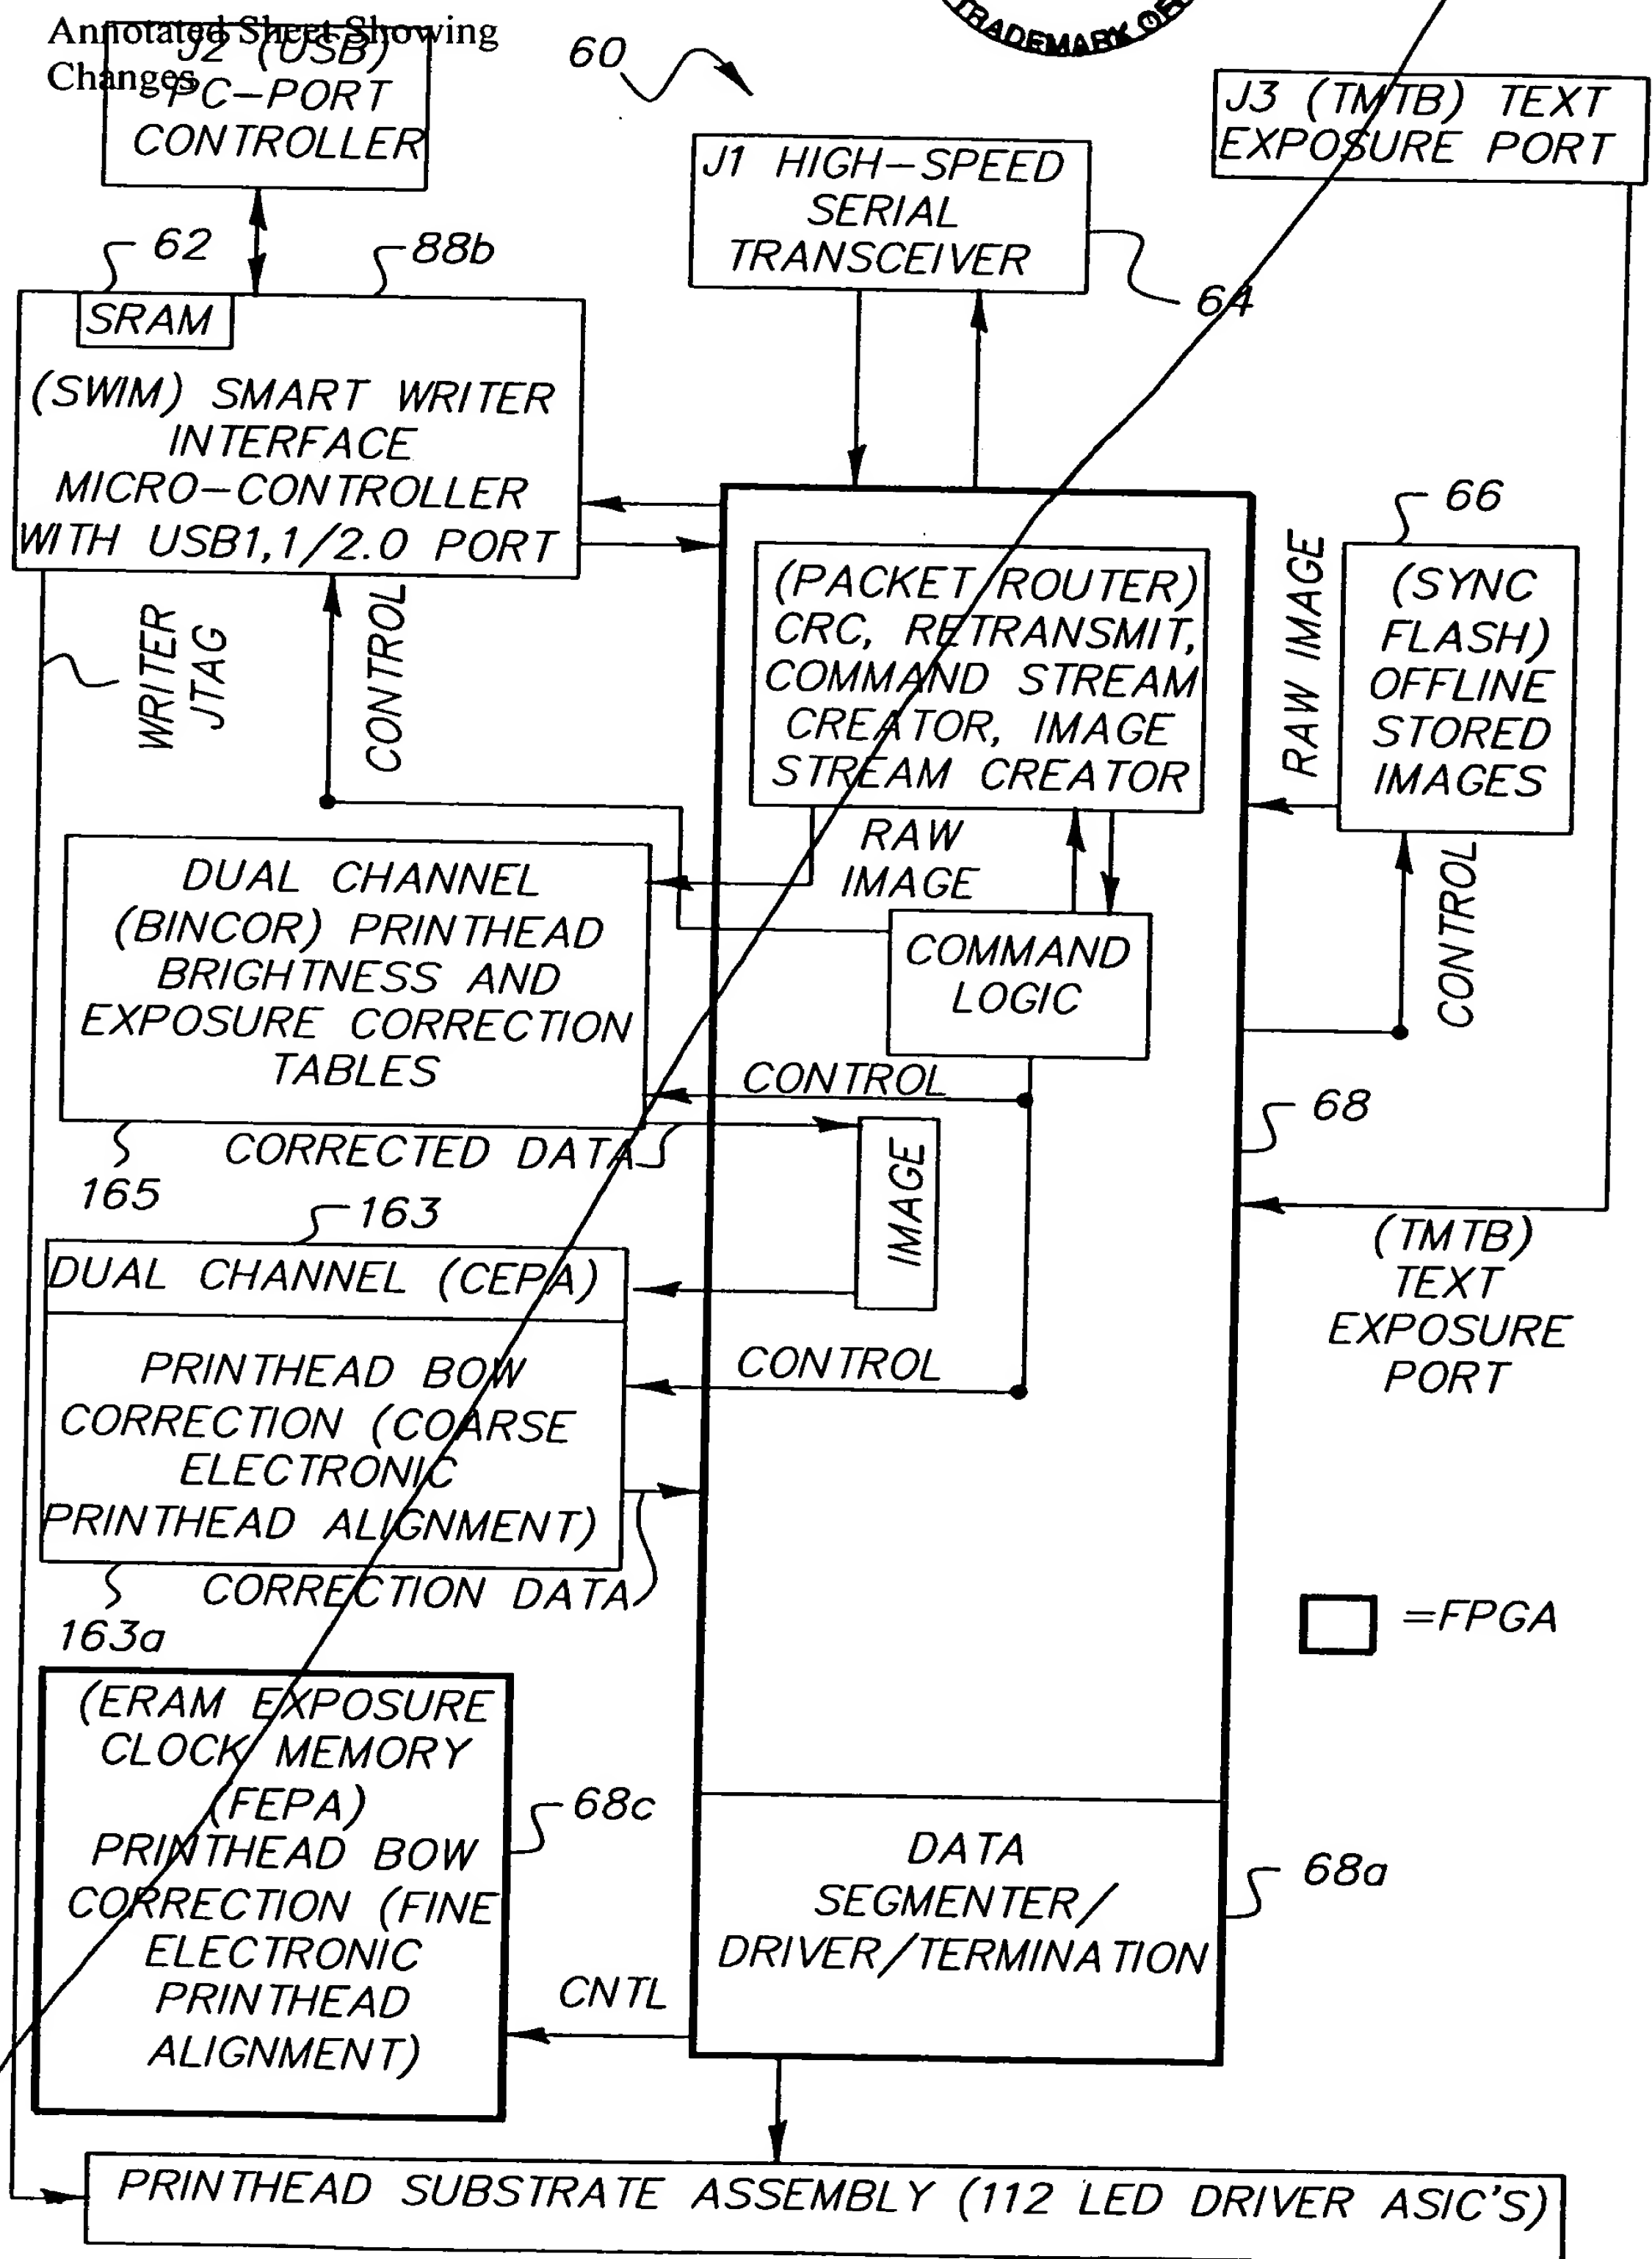 Annotated Sheet Showing
Changes
J2 (USB)
PC-PORT
CONTROLLER
60
TRADEMARK
J3 (TMTB) TEXT
EXPOSURE PORT
J1 HIGH-SPEED
SERIAL
TRANSCEIVER
64
62
88b
SRAM
(SWIM) SMART WRITER
INTERFACE
MICRO-CONTROLLER
WITH USB1,1/2.0 PORT
WRITER
JTAG
CONTROL
(PACKET ROUTER)
CRC, RETRANSMIT,
COMMAND STREAM
CREATOR, IMAGE
STREAM CREATOR
RAW IMAGE
66
(SYNC
FLASH)
OFFLINE
STORED
IMAGES
CONTROL
RAW
IMAGE
COMMAND
LOGIC
DUAL CHANNEL
(BINCOR) PRINTHEAD
BRIGHTNESS AND
EXPOSURE CORRECTION
TABLES
CONTROL
165
CORRECTED DATA
IMAGE
68
(TMTB)
TEXT
EXPOSURE
PORT
163
DUAL CHANNEL (CEPA)
PRINTHEAD BOW
CORRECTION (COARSE
ELECTRONIC
PRINTHEAD ALIGNMENT)
CONTROL
CORRECTION DATA
163a
=FPGA
(ERAM EXPOSURE
CLOCK MEMORY
(FEPA)
PRINTHEAD BOW
CORRECTION (FINE
ELECTRONIC
PRINTHEAD
ALIGNMENT)
68c
CNTL
DATA
SEGMENTER/
DRIVER/TERMINATION
68a
PRINTHEAD SUBSTRATE ASSEMBLY (112 LED DRIVER ASIC'S)